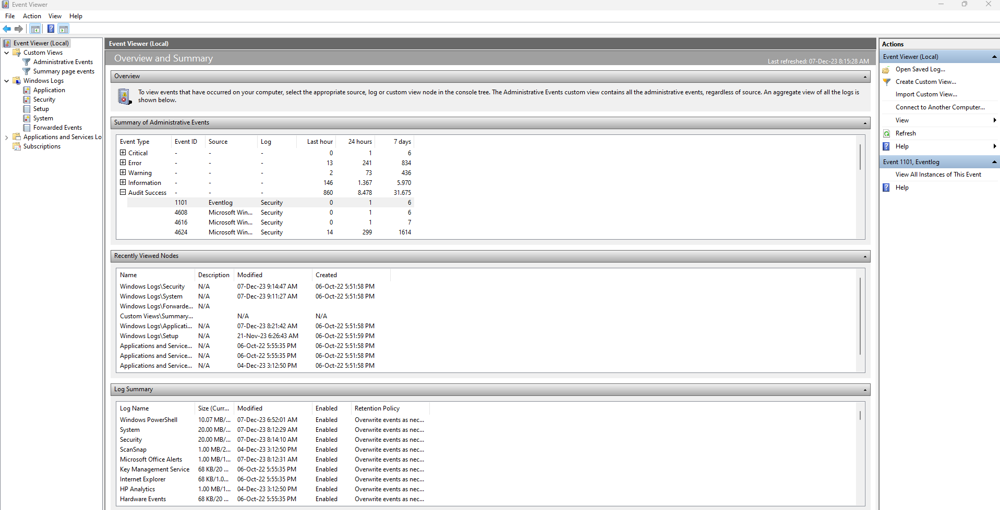 Event Viewer
File Action View Help
Event Viewer (Local)
Custom Views
Administrative Events
Summary page events
Windows Logs
Application
Security
Setup
System
Forwarded Events
Applications and Services Lo
Subscriptions
Event Viewer (Local)
Overview and Summary
Last refreshed: 07-Dec-23 8:15:28 AM
Overview
To view events that have occurred on your computer, select the appropriate source, log or custom view node in the console tree. The Administrative Events custom view contains all the administrative events, regardless of source. An aggregate view of all the logs is
shown below.
Summary of Administrative Events
Event Type Event ID Source Log Last hour 24 hours 7 days
Critical - - - 0 1 6
Error - - - 13 241 834
Warning - - - 2 73 436
Information - - - 146 1.367 5.970
Audit Success - - - 860 8.478 31.675
1101 Eventlog Security 0 1 6
4608 Microsoft Win... Security 0 1 6
4616 Microsoft Win... Security 0 1 7
4624 Microsoft Win... Security 14 299 1614
Recently Viewed Nodes
Name Description Modified Created
Windows Logs\Security N/A 07-Dec-23 9:14:47 AM 06-Oct-22 5:51:58 PM
Windows Logs\System N/A 07-Dec-23 9:11:27 AM 06-Oct-22 5:51:58 PM
Windows Logs\Forwarde... N/A
Custom Views\Summary... N/A N/A
Windows Logs\Applicati... N/A 07-Dec-23 8:21:42 AM 06-Oct-22 5:51:58 PM
Windows Logs\Setup N/A 21-Nov-23 6:26:43 AM 06-Oct-22 5:51:59 PM
Applications and Service... N/A 06-Oct-22 5:55:35 PM 06-Oct-22 5:51:58 PM
Applications and Service... N/A 06-Oct-22 5:55:35 PM 06-Oct-22 5:51:58 PM
Applications and Service... N/A 04-Dec-23 3:12:50 PM 06-Oct-22 5:51:58 PM
Log Summary
Log Name Size (Curr... Modified Enabled Retention Policy
Windows PowerShell 10.07 MB/... 07-Dec-23 6:52:01 AM Enabled Overwrite events as nec...
System 20.00 MB/... 07-Dec-23 8:12:29 AM Enabled Overwrite events as nec...
Security 20.00 MB/... 07-Dec-23 8:14:10 AM Enabled Overwrite events as nec...
ScanSnap 1.00 MB/2... 04-Dec-23 3:12:50 PM Enabled Overwrite events as nec...
Microsoft Office Alerts 1.00 MB/1... 07-Dec-23 8:12:31 AM Enabled Overwrite events as nec...
Key Management Service 68 KB/20 ... 06-Oct-22 5:55:35 PM Enabled Overwrite events as nec...
Internet Explorer 68 KB/1.0... 06-Oct-22 5:55:35 PM Enabled Overwrite events as nec...
HP Analytics 1.00 MB/1... 04-Dec-23 3:12:50 PM Enabled Overwrite events as nec...
Hardware Events 68 KB/20 ... 06-Oct-22 5:55:35 PM Enabled Overwrite events as nec...
Actions
Event Viewer (Local)
Open Saved Log...
Create Custom View...
Import Custom View...
Connect to Another Computer...
View
Refresh
Help
Event 1101, Eventlog
View All Instances of This Event
Help